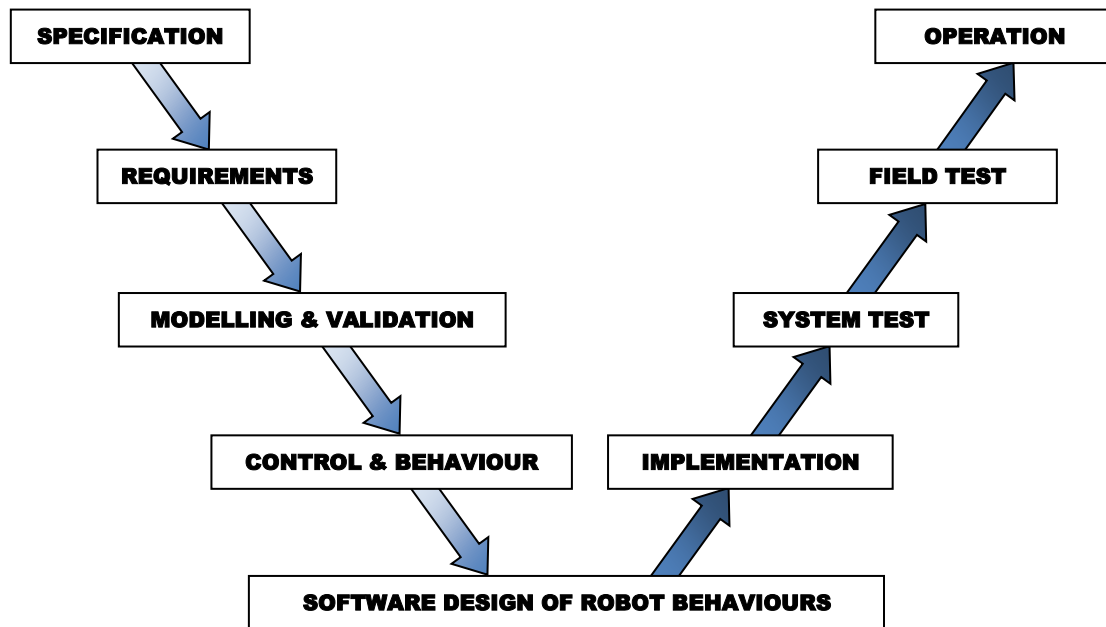 SPECIFICATION
OPERATION
REQUIREMENTS
FIELD TEST
MODELLING & VALIDATION
SYSTEM TEST
CONTROL & BEHAVIOUR
IMPLEMENTATION
SOFTWARE DESIGN OF ROBOT BEHAVIOURS